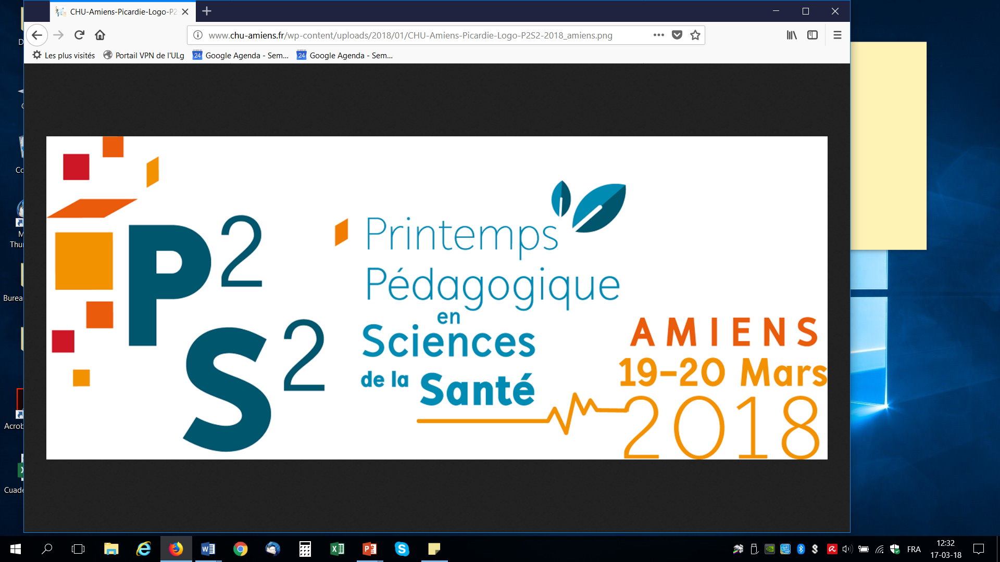 CHU-Amiens-Picardie-Logo-P2
www.chu-amiens.fr/wp-content/uploads/2018/01/CHU-Amiens-Picardie-Logo-P2S2-2018_amiens.png
Les plus visités
Portail VPN de l'ULg
24 Google Agenda - Sem...
24 Google Agenda - Sem...
P2
S2
Printemps
Pédagogique
en
Sciences
de la Santé
AMIENS
19-20 Mars
2018
Thu
Burea
Acrob
Cuade
FRA
12:32
17-03-18